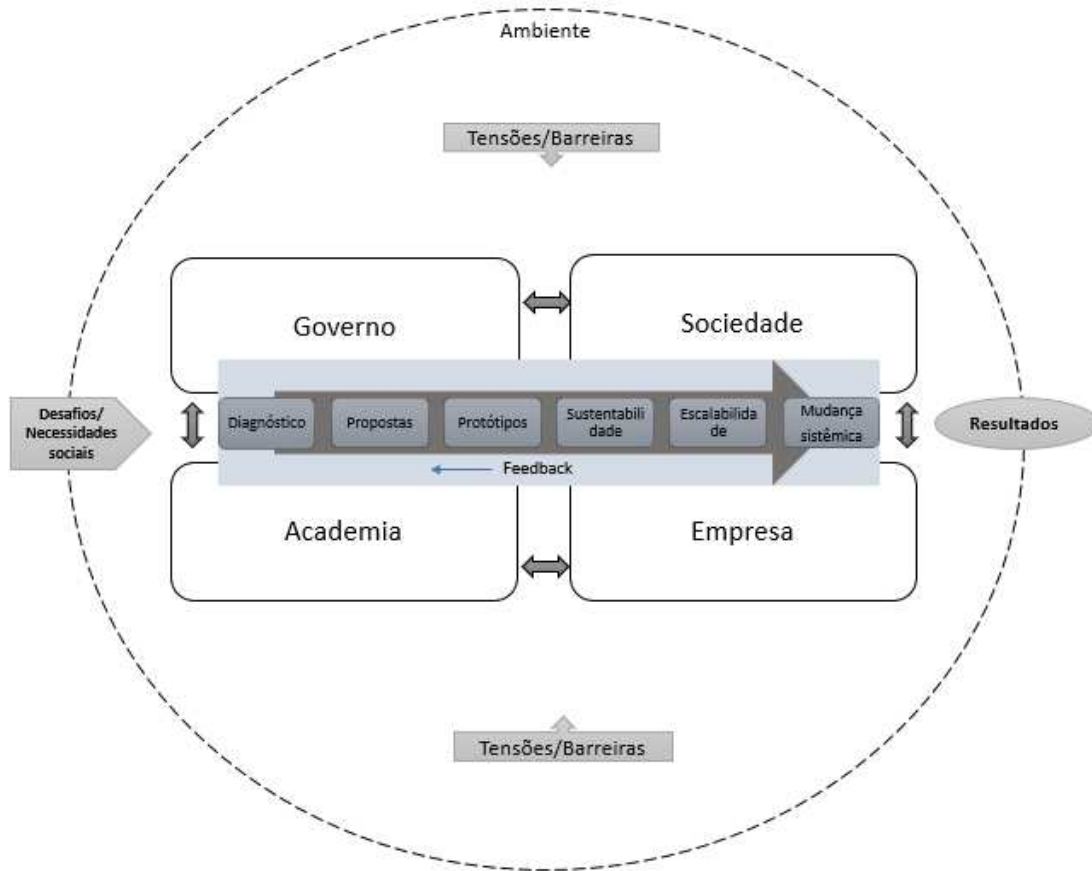 Ambiente
Tensões/Barreiras
Governo
Sociedade
Desafios/
Necessidades
sociais
Diagnóstico
Propostas
Protótipos
Sustentabili
dade
Escalabilida
de
Mudança
sistêmica
Resultados
Feedback
Academia
Empresa
Tensões/Barreiras